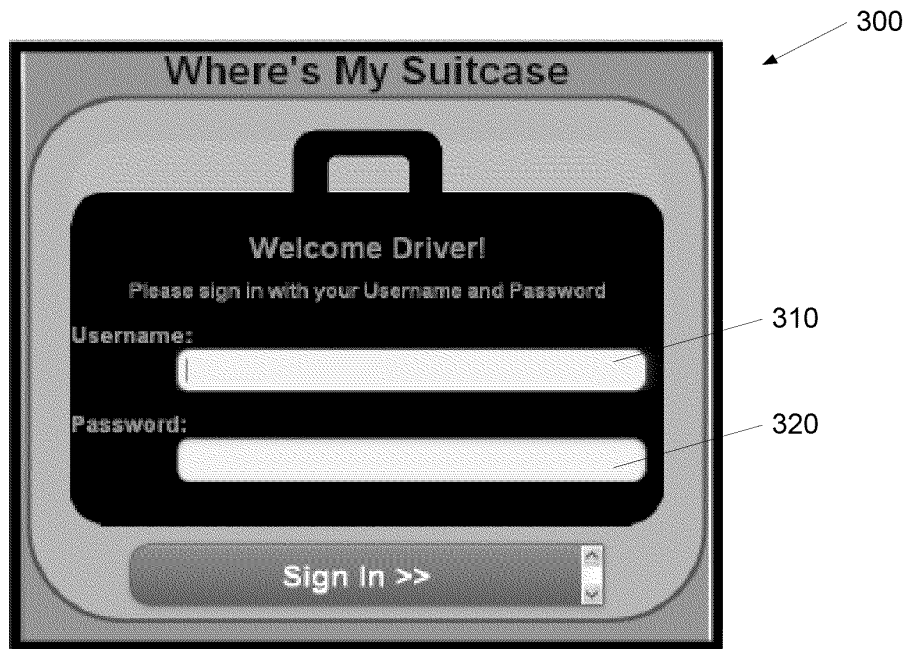 300
Where's My Suitcase
Welcome Driver!
Please sign in with your Username and Password
Username:
310
Password:
320
Sign In >>